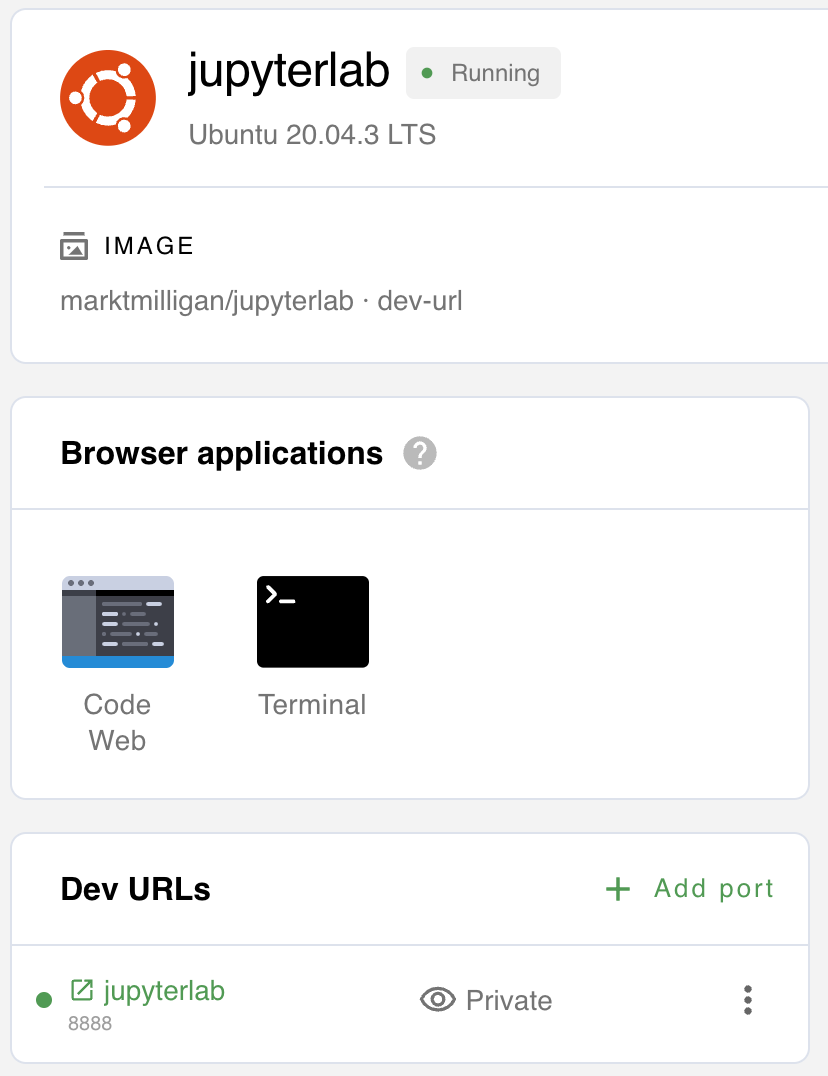 jupyterlab
Running
Ubuntu 20.04.3 LTS
IMAGE
marktmilligan/jupyterlab · dev-url
Browser applications ?
Code
Web
Terminal
Dev URLs
+ Add port
jupyterlab
8888
Private